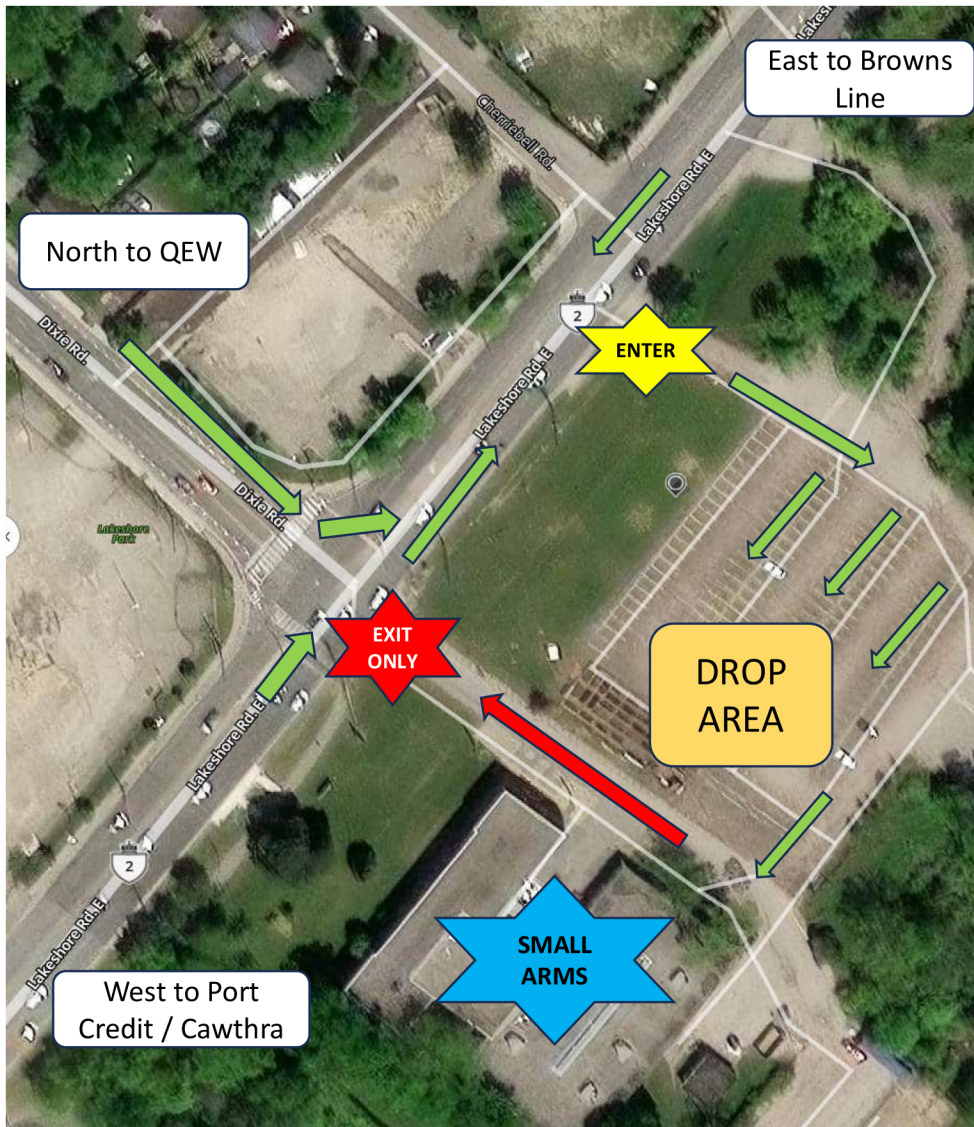 Lakesh
East to Browns
Line
Cherriebell Rd.
Lakeshore Rd. E
North to QEW
2
ENTER
Dixie Rd.
Lakeshore Rd. E
Dixie Rd.
Lakeshore
Park
EXIT
ONLY
DROP
AREA
Lakeshore Rd. E
2
SMALL
ARMS
Lakeshore Rd. E
West to Port
Credit / Cawthra